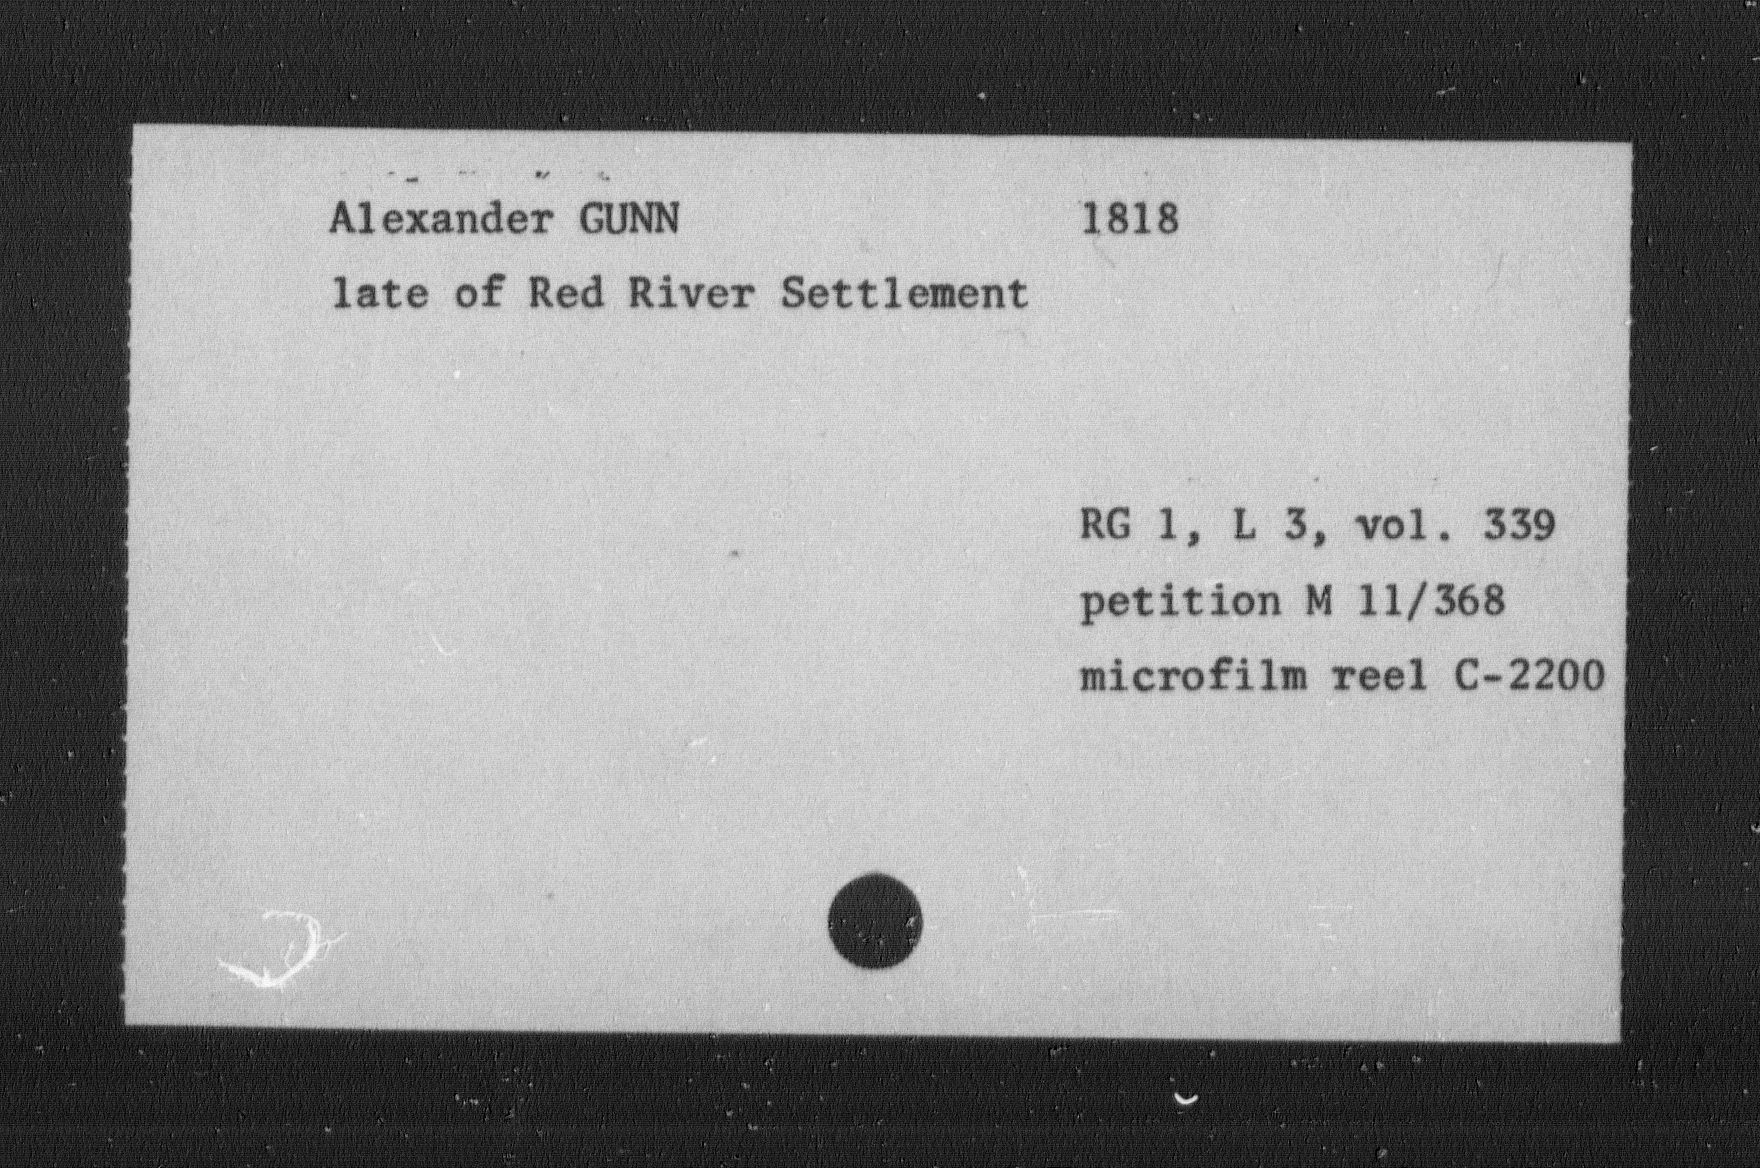 Alexander GUNN 1818
late of Red River Settlement
RG 1, L 3, vol. 339
petition M 11/368
microfilm reel C-2200